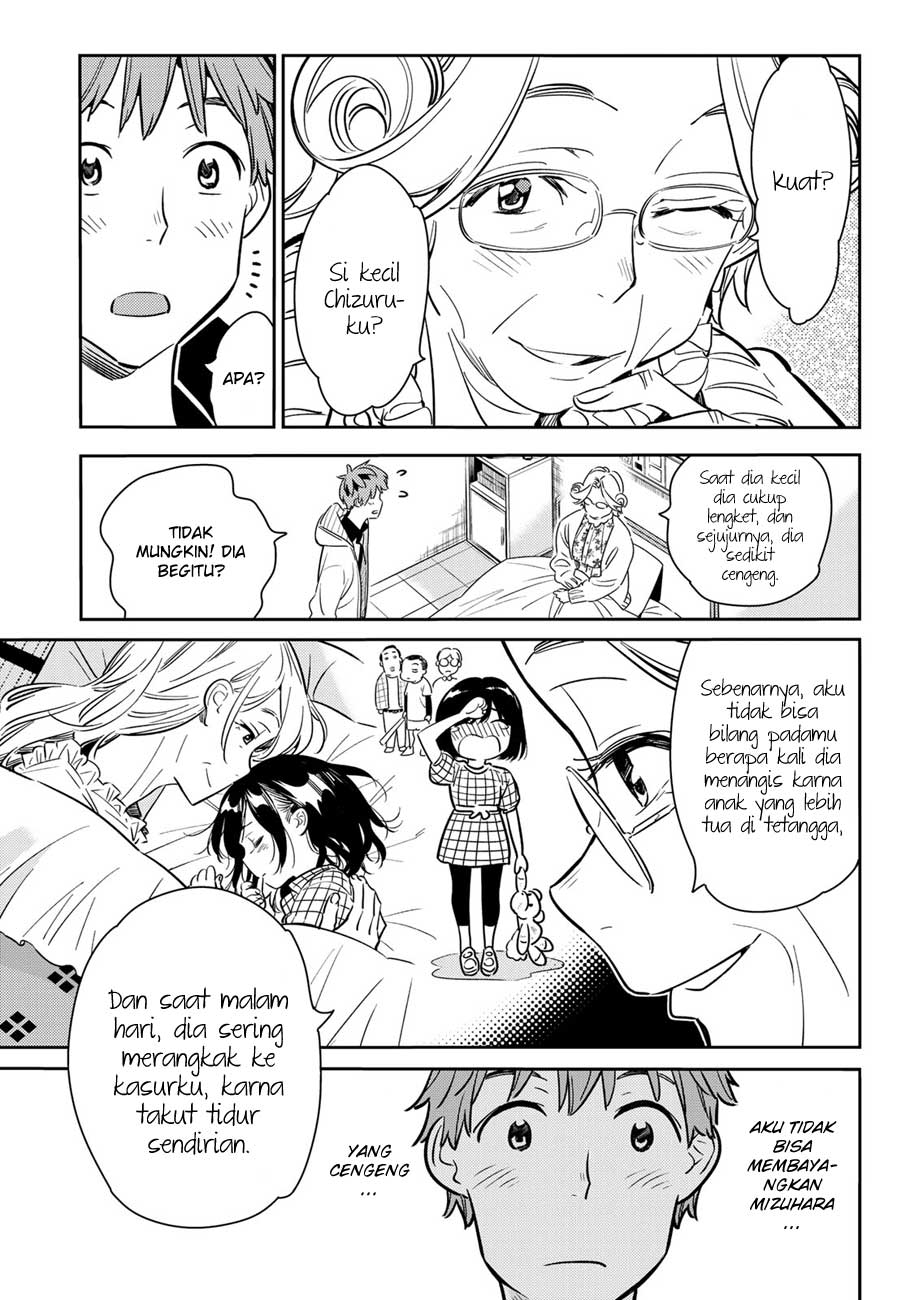 Kuat?
Si kecil
Chizuru-
ku?
APA?
Saat dia kecil
dia cukup
lengket, dan
sejujurnya, dia
sedikit
cengeng.
TIDAK
MUNGKIN! DIA
BEGITU?
Sebenarnya, aku
tidak bisa
bilang padamu
berapa kali dia
menangis karna
anak yang lebih
tua di tetangga,
Dan saat malam
hari, dia sering
merangkak ke
kasurku, karna
takut tidur
sendirian.
AKU TIDAK
BISA
MEMBAYA-
NGKAN
MIZUHARA
...
YANG
CENGENG
...